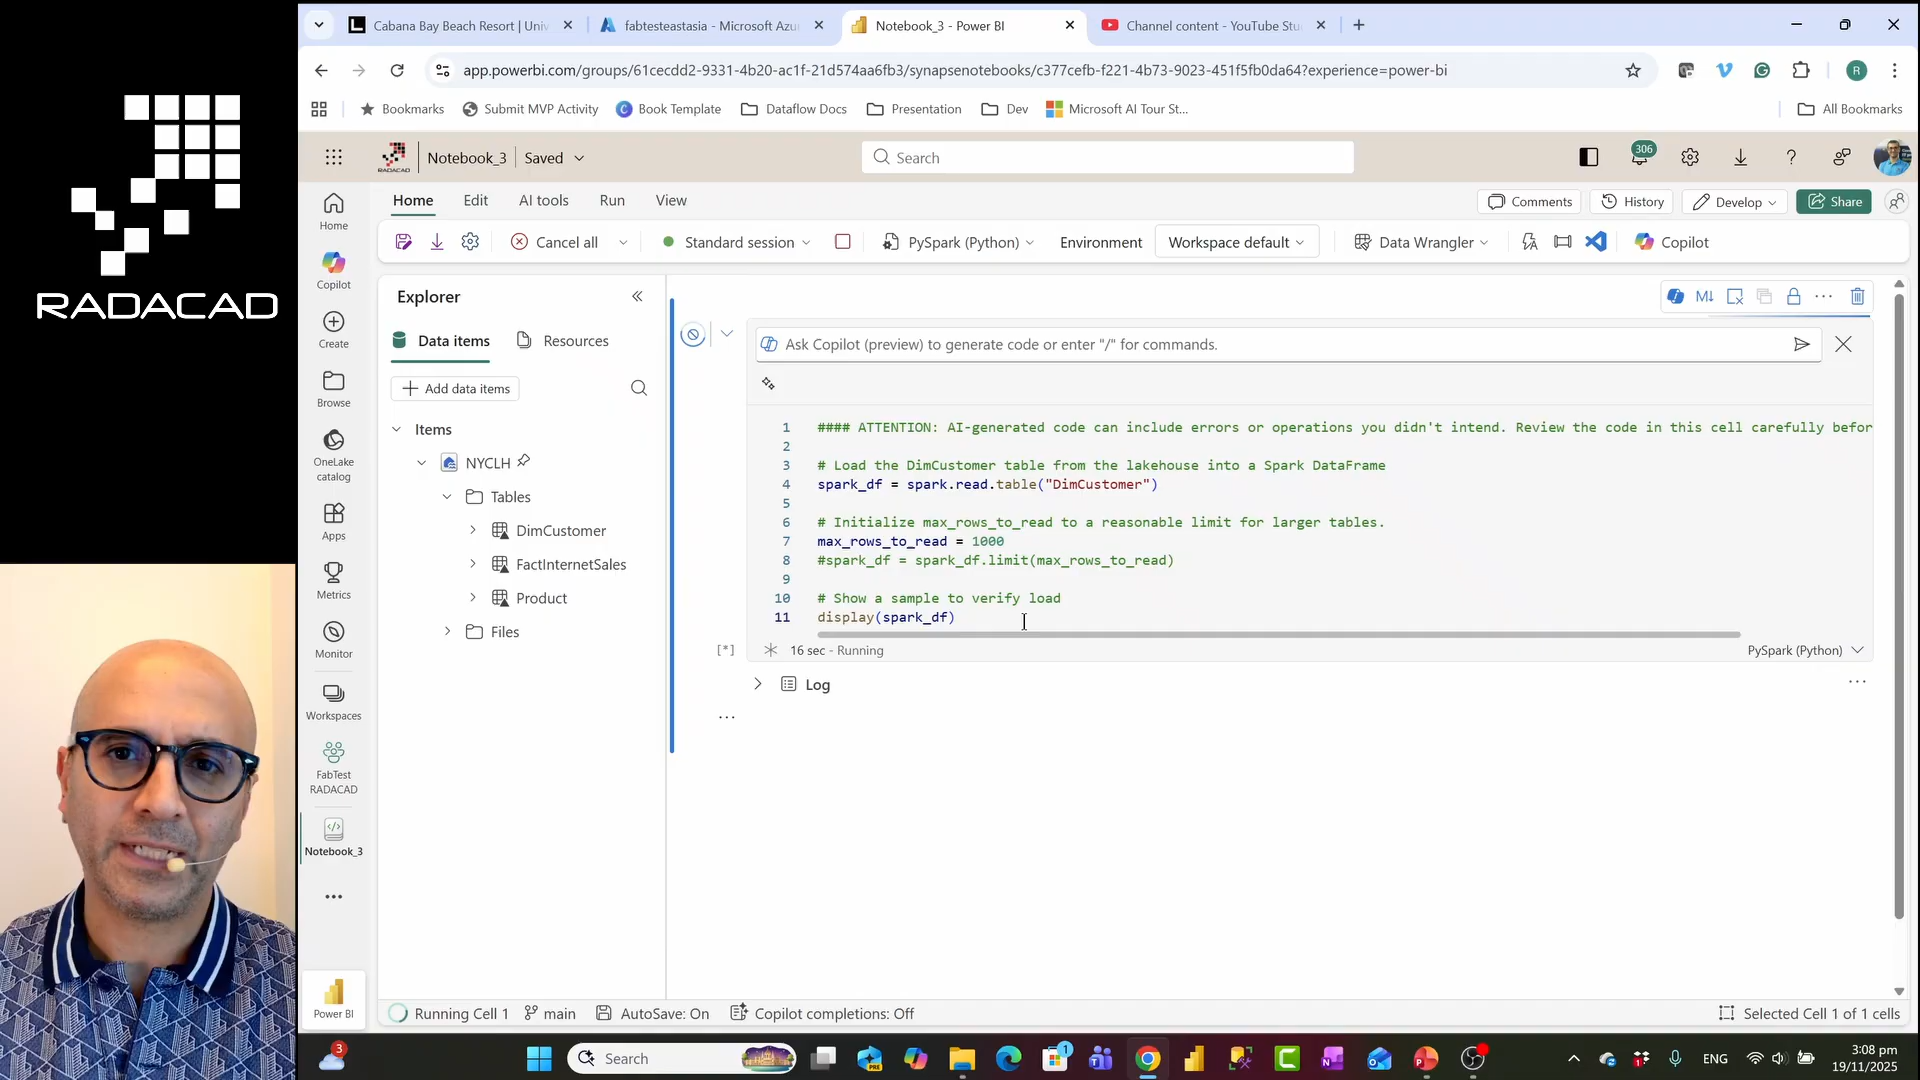 RADACAD
Cabana Bay Beach Resort | Univ
fabtesteastasia - Microsoft Azu
Notebook_3 - Power BI
Channel content - YouTube Stu
app.powerbi.com/groups/61cecdd2-9331-4b20-ac1f-21d574aa6fb3/synapsenotebooks/c377cefb-f221-4b73-9023-451f5fb0da64?experience=power-bi
R
Bookmarks
Submit MVP Activity
Book Template
Dataflow Docs
Presentation
Dev
Microsoft AI Tour St...
All Bookmarks
RADACAD
Notebook_3
Saved
Search
306
Home
Edit
AI tools
Run
View
Comments
History
Develop
Share
Cancel all
Standard session
PySpark (Python)
Environment
Workspace default
Data Wrangler
Copilot
Home
Copilot
Create
Browse
OneLake
catalog
Apps
Metrics
Monitor
Workspaces
FabTest
RADACAD
Notebook_3
Power BI
Explorer
Data items
Resources
Add data items
Items
NYCLH
Tables
DimCustomer
FactInternetSales
Product
Files
M↓
Ask Copilot (preview) to generate code or enter "/" for commands.
1 #### ATTENTION: AI-generated code can include errors or operations you didn't intend. Review the code in this cell carefully befor
2
3 # Load the DimCustomer table from the lakehouse into a Spark DataFrame
4 spark_df = spark.read.table("DimCustomer")
5
6 # Initialize max_rows_to_read to a reasonable limit for larger tables.
7 max_rows_to_read = 1000
8 #spark_df = spark_df.limit(max_rows_to_read)
9
10 # Show a sample to verify load
11 display(spark_df)
[*]
16 sec - Running
PySpark (Python)
Log
Running Cell 1
main
AutoSave: On
Copilot completions: Off
Selected Cell 1 of 1 cells
3
Search
PRE
1
ENG
3:08 pm
19/11/2025